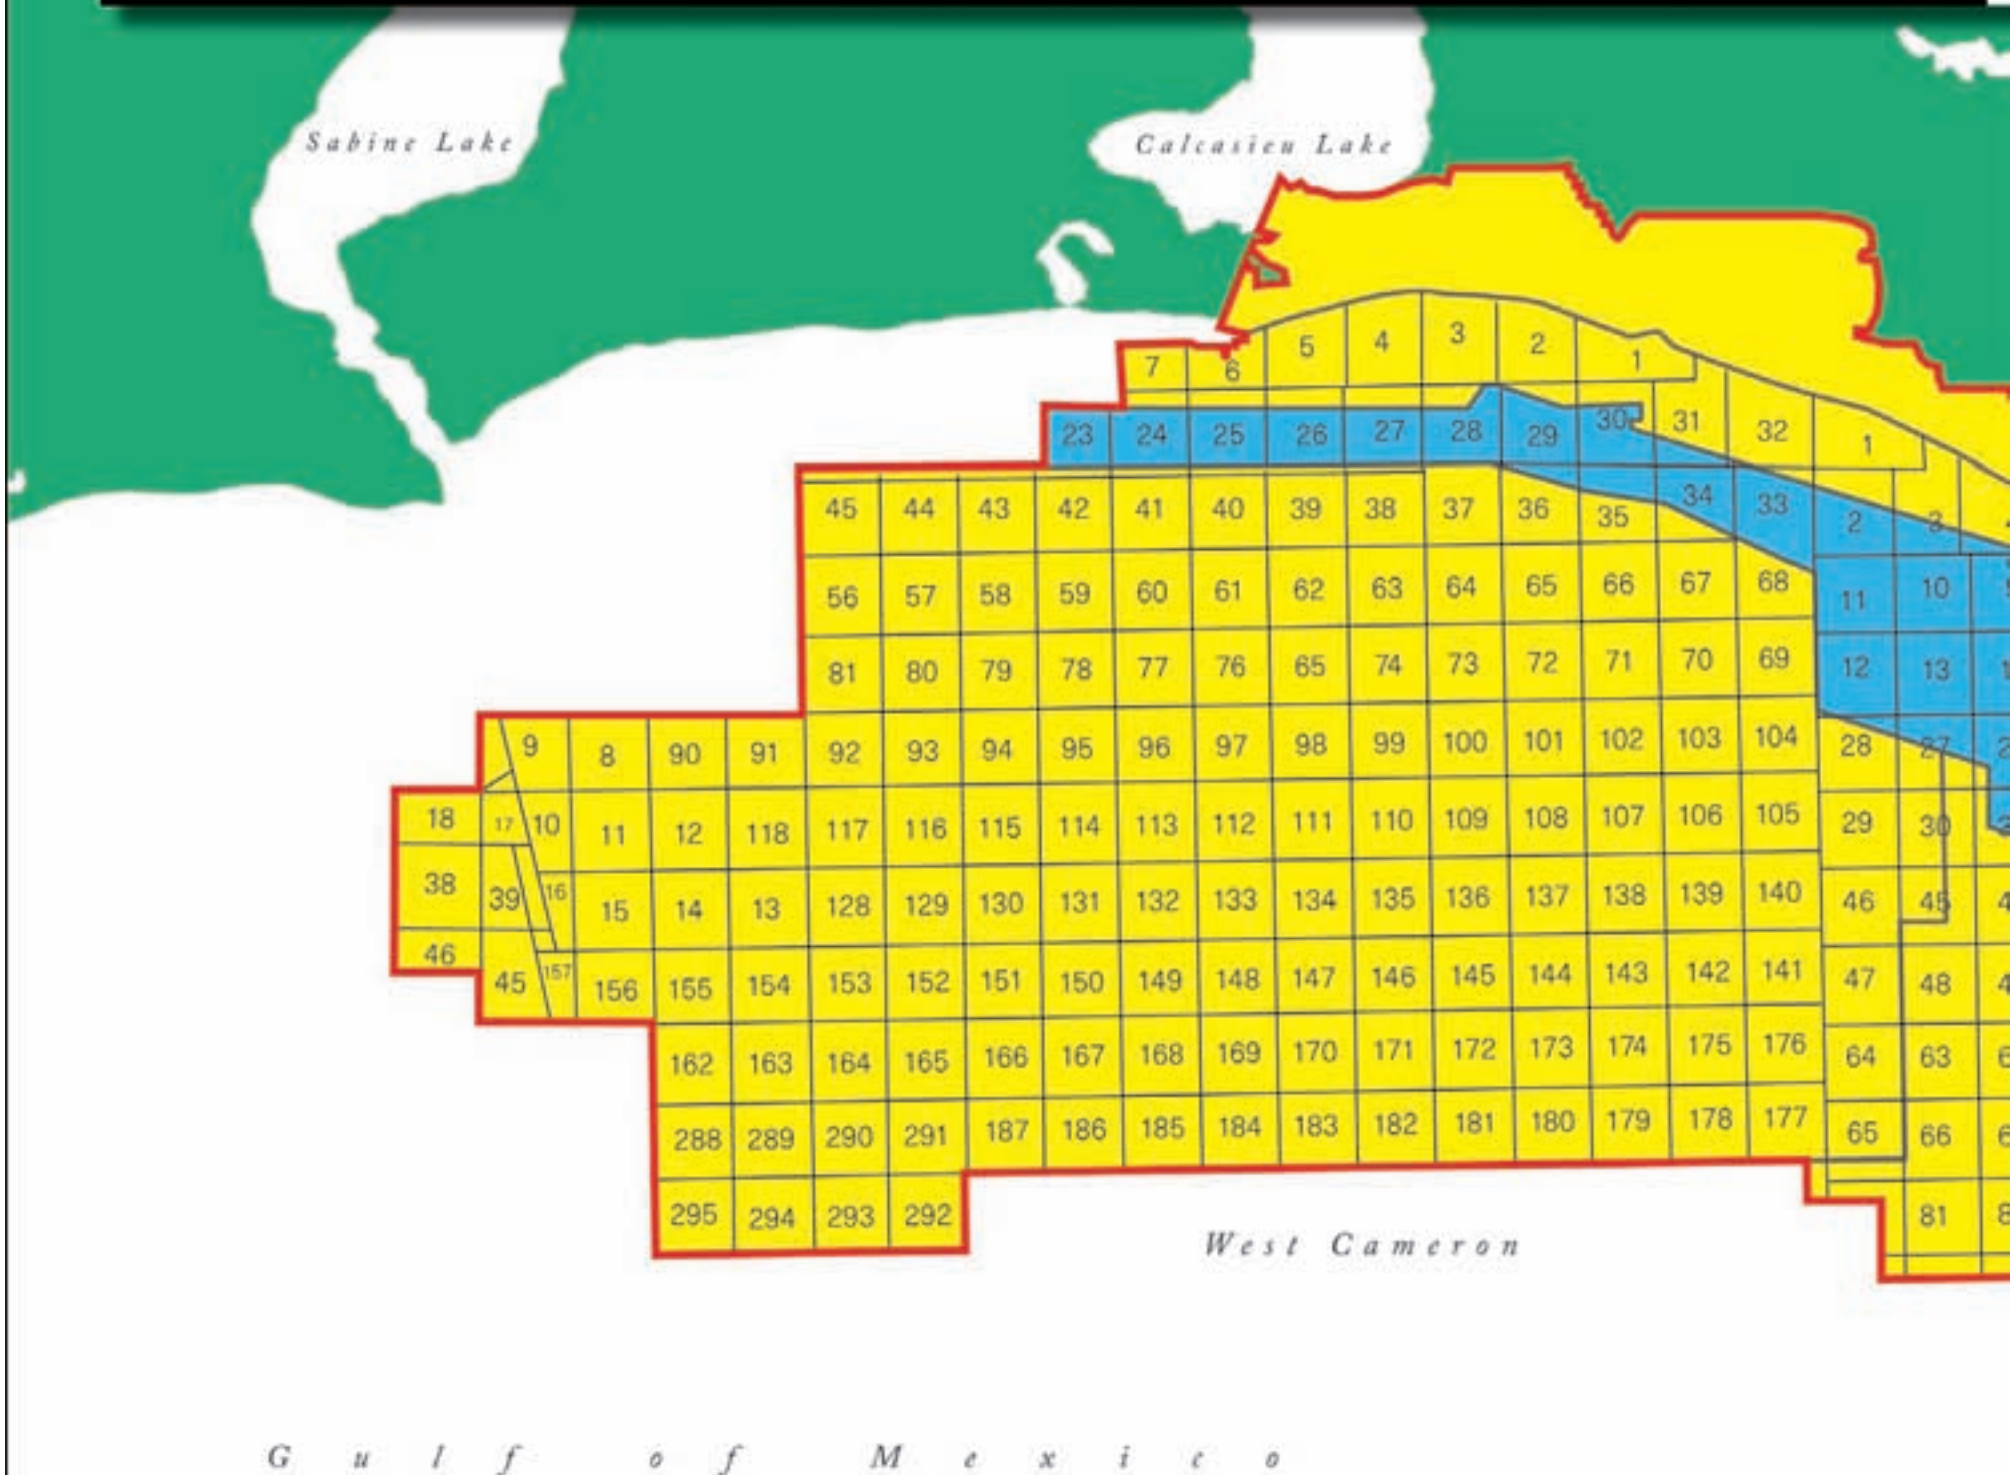 Sabine Lake
Calcasieu Lake
5 4 3 2 1
7 6
23 24 25 26 27 28 29 30 31 32 1
45 44 43 42 41 40 39 38 37 36 35 34 33 2 3
56 57 58 59 60 61 62 63 64 65 66 67 68 11 10
81 80 79 78 77 76 65 74 73 72 71 70 69 12 13
9 8 90 91 92 93 94 95 96 97 98 99 100 101 102 103 104 28 27
18 17 10 11 12 118 117 116 115 114 113 112 111 110 109 108 107 106 105 29 30
38 39 16 15 14 13 128 129 130 131 132 133 134 135 136 137 138 139 140 46 45
46 45 157 156 155 154 153 152 151 150 149 148 147 146 145 144 143 142 141 47 48
162 163 164 165 166 167 168 169 170 171 172 173 174 175 176 64 63
288 289 290 291 187 186 185 184 183 182 181 180 179 178 177 65 66
295 294 293 292 81
West Cameron
Gulf of Mexico